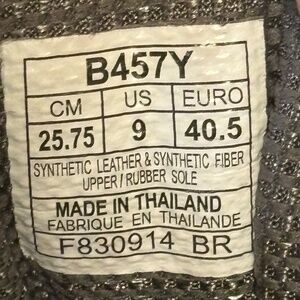 B457Y
CM US EURO
25.75 9 40.5
SYNTHETIC LEATHER & SYNTHETIC FIBER
UPPER / RUBBER SOLE
MADE IN THAILAND
FABRIQUE EN THAILANDE
F830914 BR